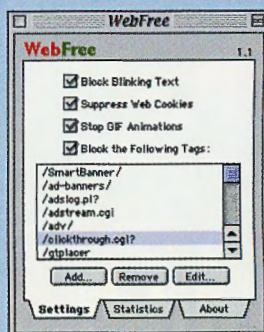 WebFree
WebFree 1.1
Block Blinking Text
Suppress Web Cookies
Stop GIF Animations
Block the Following Tags:
/SmartBanner/
/ad-banners/
/adslog.pl?
/adstream.cgi
/adv/
/clickthrough.cgi?
/gtplacer
Add... Remove Edit...
Settings Statistics About